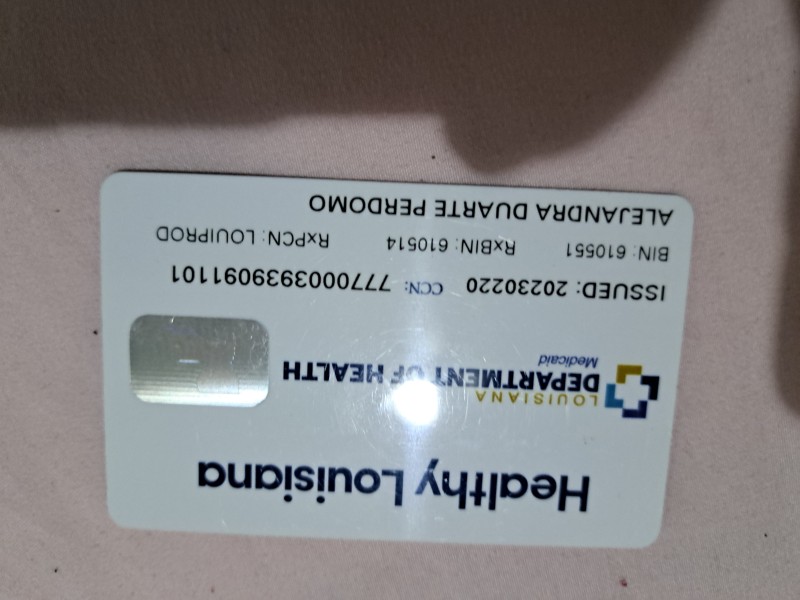 Healthy Louisiana
LOUISIANA
DEPARTMENT OF HEALTH
Medicaid
ISSUED: 20230220 CCN: 77700003939091101
BIN: 610551 RxBIN: 610514 RxPCN: LOUIPROD
ALEJANDRA DUARTE PERDOMO